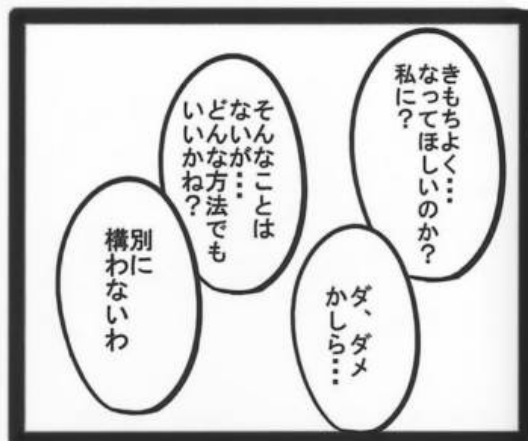 きもちよく…
なってほしいのか？
私に？
ダ、ダメ
かしら…
そんなことは
ないが…
どんな方法でも
いいかね？
別に
構わないわ